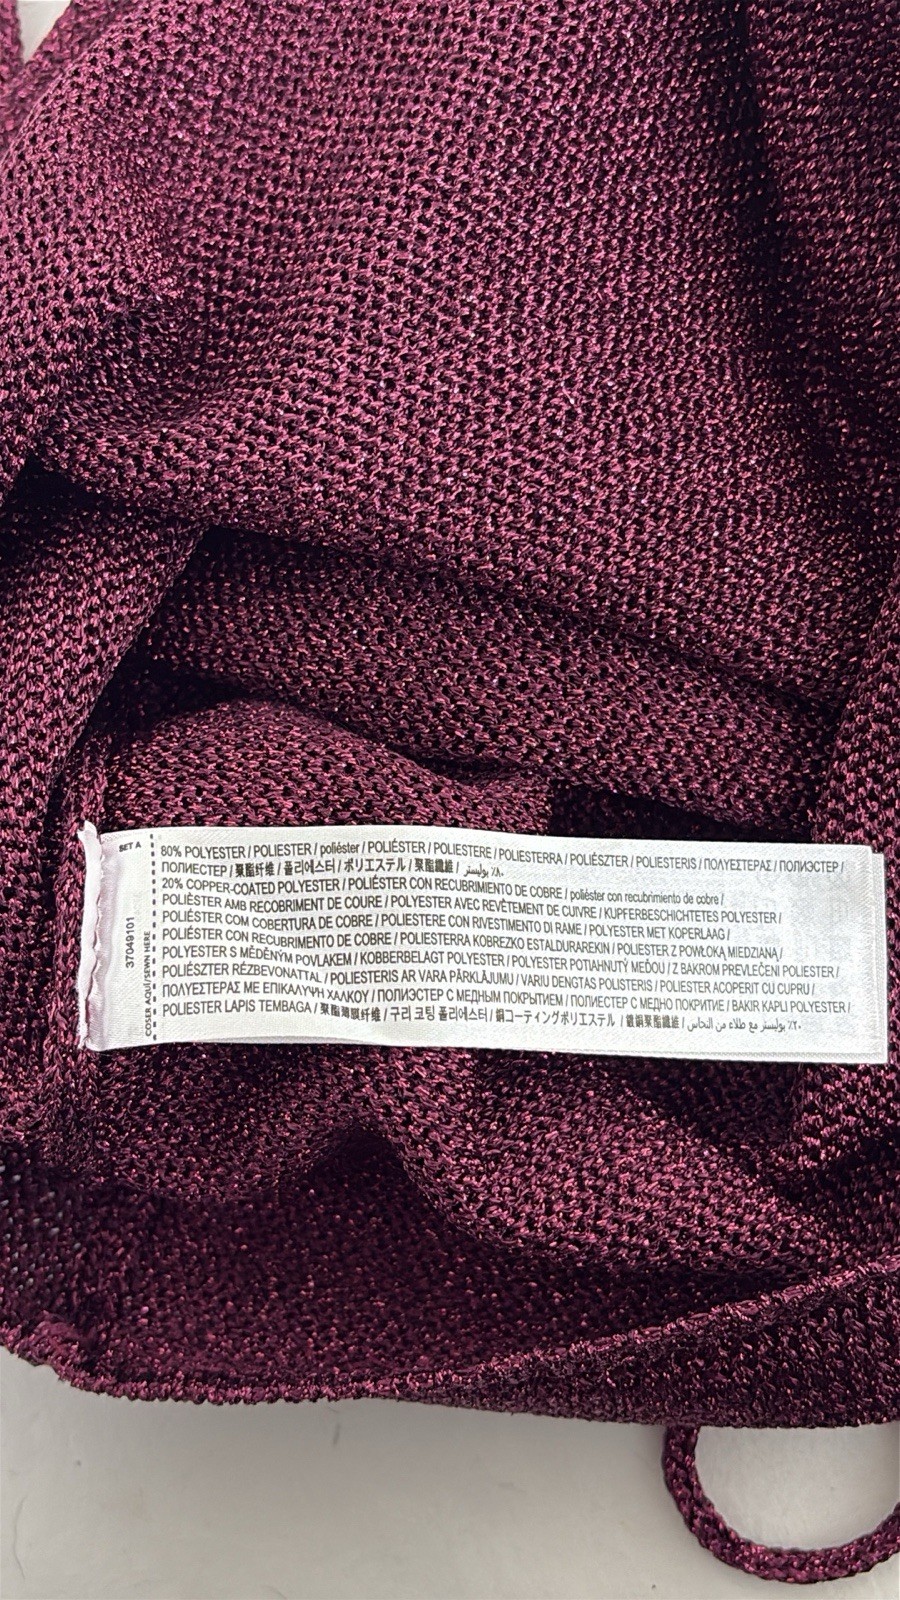 SET A
37049101
COSER AQUÍ/SEWN HERE
80% POLYESTER / POLIESTER / poliéster / POLIÉSTER / POLIESTERE / POLIESTERRA / POLIÉSZTER / POLIESTERIS / ΠΟΛΥΕΣΤΕΡΑΣ / ПОЛИЭСТЕР /
ПОЛИЕСТЕР / 聚酯纤维 / 폴리에스터 / ポリエステル / 聚酯纖維 / ٨٠٪ بوليستر
20% COPPER-COATED POLYESTER / POLIÉSTER CON RECUBRIMIENTO DE COBRE / poliéster con recubrimiento de cobre /
POLIÈSTER AMB RECOBRIMENT DE COURE / POLYESTER AVEC REVÊTEMENT DE CUIVRE / KUPFERBESCHICHTETES POLYESTER /
POLIÉSTER COM COBERTURA DE COBRE / POLIESTERE CON RIVESTIMENTO DI RAME / POLYESTER MET KOPERLAAG /
POLIÉSTER CON RECUBRIMENTO DE COBRE / POLIESTERRA KOBREZKO ESTALDURAREKIN / POLIESTER Z POWŁOKĄ MIEDZIANĄ /
POLYESTER S MĚDĚNÝM POVLAKEM / KOBBERBELAGT POLYESTER / POLYESTER POTIAHNUTÝ MEĎOU / Z BAKROM PREVLEČENI POLIESTER /
POLIÉSZTER RÉZBEVONATTAL / POLIESTERIS AR VARA PĀRKLĀJUMU / VARIU DENGTAS POLISTERIS / POLIESTER ACOPERIT CU CUPRU /
ΠΟΛΥΕΣΤΕΡΑΣ ΜΕ ΕΠΙΚΑΛΥΨΗ ΧΑΛΚΟΥ / ПОЛИЭСТЕР С МЕДНЫМ ПОКРЫТИЕМ / ПОЛИЕСТЕР С МЕДНО ПОКРИТИЕ / BAKIR KAPLI POLYESTER /
POLIESTER LAPIS TEMBAGA / 聚酯薄膜纤维 / 구리 코팅 폴리에스터 / 銅コーティングポリエステル / 鍍銅聚酯纖維 / ٢٠٪ بوليستر مع طلاء من النحاس